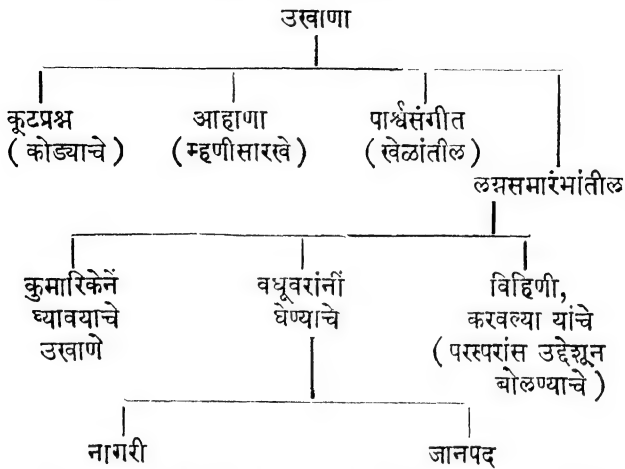 उखाणा
कूटप्रश्न आहाणा पार्श्वसंगीत
(कोड्याचे) (म्हणीसारखे) (खेळांतील)
लग्नसमारंभांतील
कुमारिकेनें वधूवरांनीं विहिणी,
घ्यावयाचे घेण्याचे करवल्या यांचे
उखाणे (परस्परांस उद्देशून
बोलण्याचे)
नागरी जानपद